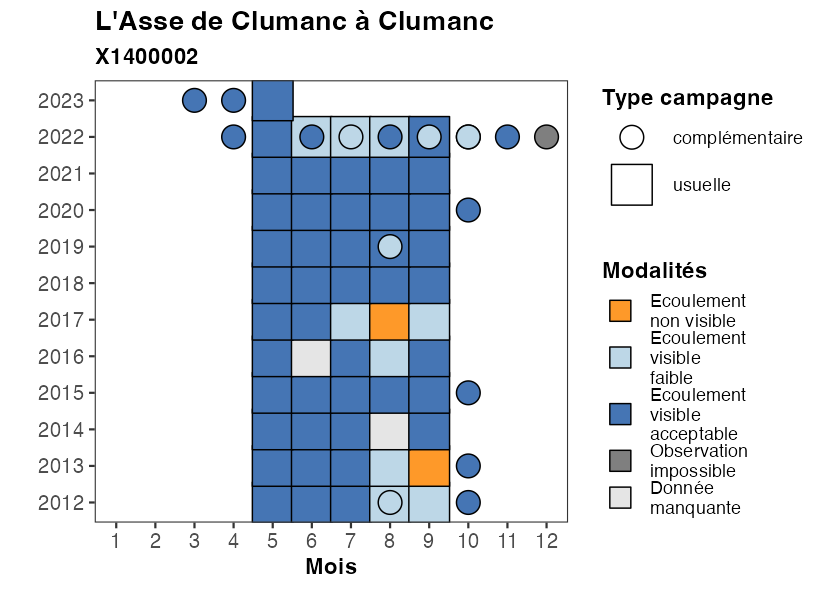 L'Asse de Clumanc à Clumanc
X1400002
2023
2022
2021
2020
2019
2018
2017
2016
2015
2014
2013
2012
1 2 3 4 5 6 7 8 9 10 11 12
Mois
Type campagne
complémentaire
usuelle
Modalités
Ecoulement
non visible
Ecoulement
visible
faible
Ecoulement
visible
acceptable
Observation
impossible
Donnée
manquante